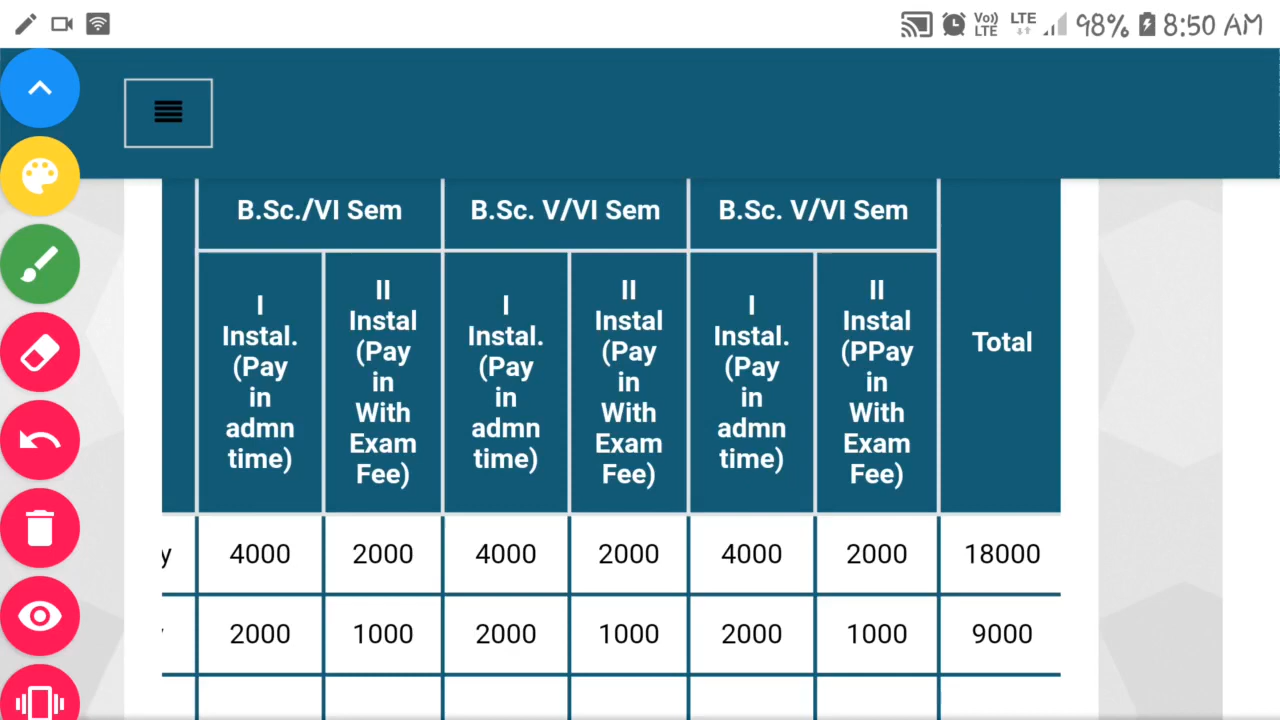 Vo)) LTE LTE 98% 8:50 AM
B.Sc./VI Sem B.Sc. V/VI Sem B.Sc. V/VI Sem
I Instal. (Pay in admn time)
II Instal (Pay in With Exam Fee)
I Instal. (Pay in admn time)
II Instal (Pay in With Exam Fee)
I Instal. (Pay in admn time)
II Instal (PPay in With Exam Fee)
Total
y 4000 2000 4000 2000 4000 2000 18000
2000 1000 2000 1000 2000 1000 9000